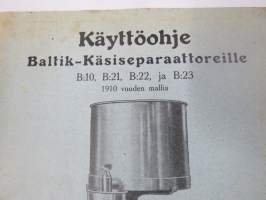 Käyttöohje
Baltik-Käsiseparaattoreille
B:10, B:21, B:22, ja B:23
1910 vuoden mallia